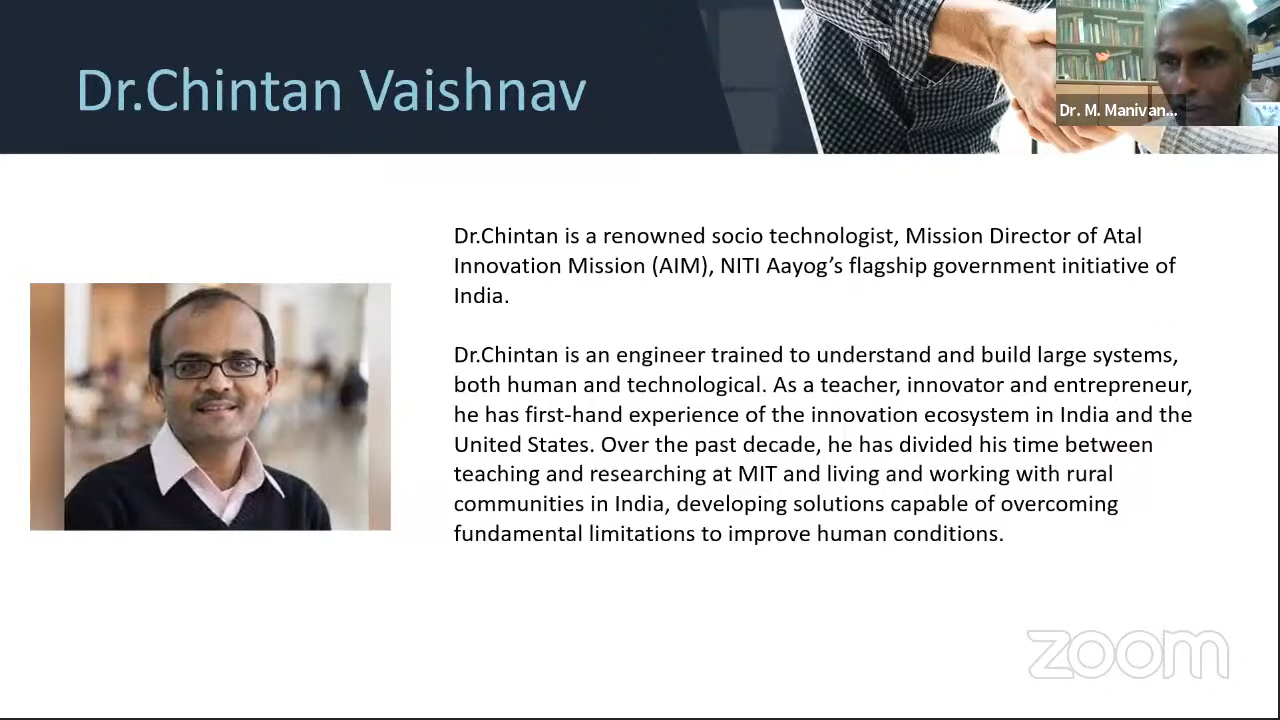 Dr.Chintan Vaishnav
Dr. M. Manivan...
Dr.Chintan is a renowned socio technologist, Mission Director of Atal
Innovation Mission (AIM), NITI Aayog’s flagship government initiative of
India.
Dr.Chintan is an engineer trained to understand and build large systems,
both human and technological. As a teacher, innovator and entrepreneur,
he has first-hand experience of the innovation ecosystem in India and the
United States. Over the past decade, he has divided his time between
teaching and researching at MIT and living and working with rural
communities in India, developing solutions capable of overcoming
fundamental limitations to improve human conditions.
zoom